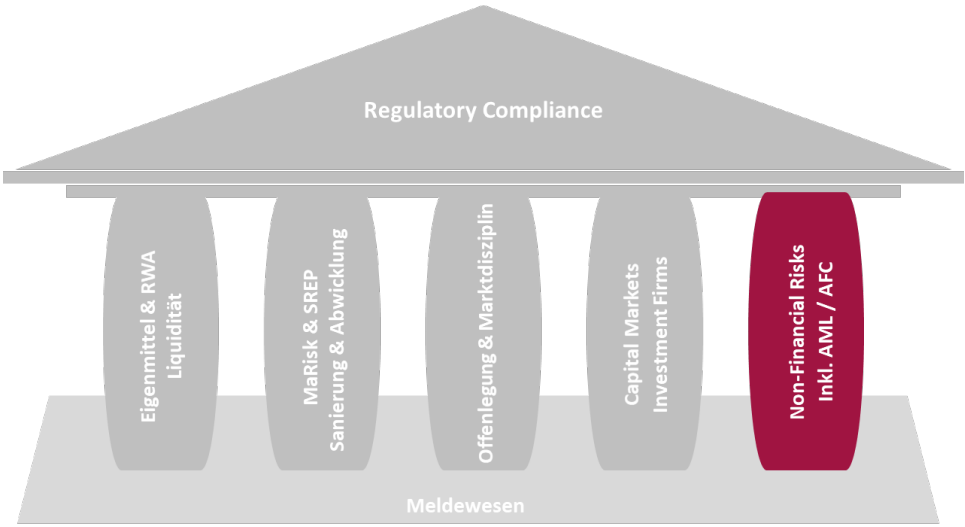 Regulatory Compliance
Eigenmittel & RWA
Liquidität
MaRisk & SREP
Sanierung & Abwicklung
Offenlegung & Marktdisziplin
Capital Markets
Investment Firms
Non-Financial Risks
Inkl. AML / AFC
Meldewesen